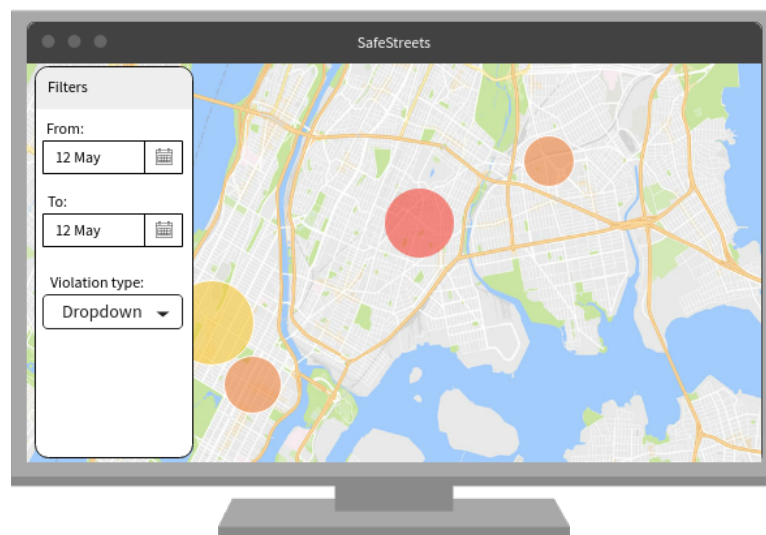 SafeStreets
Filters
From:
12 May
To:
12 May
Violation type:
Dropdown